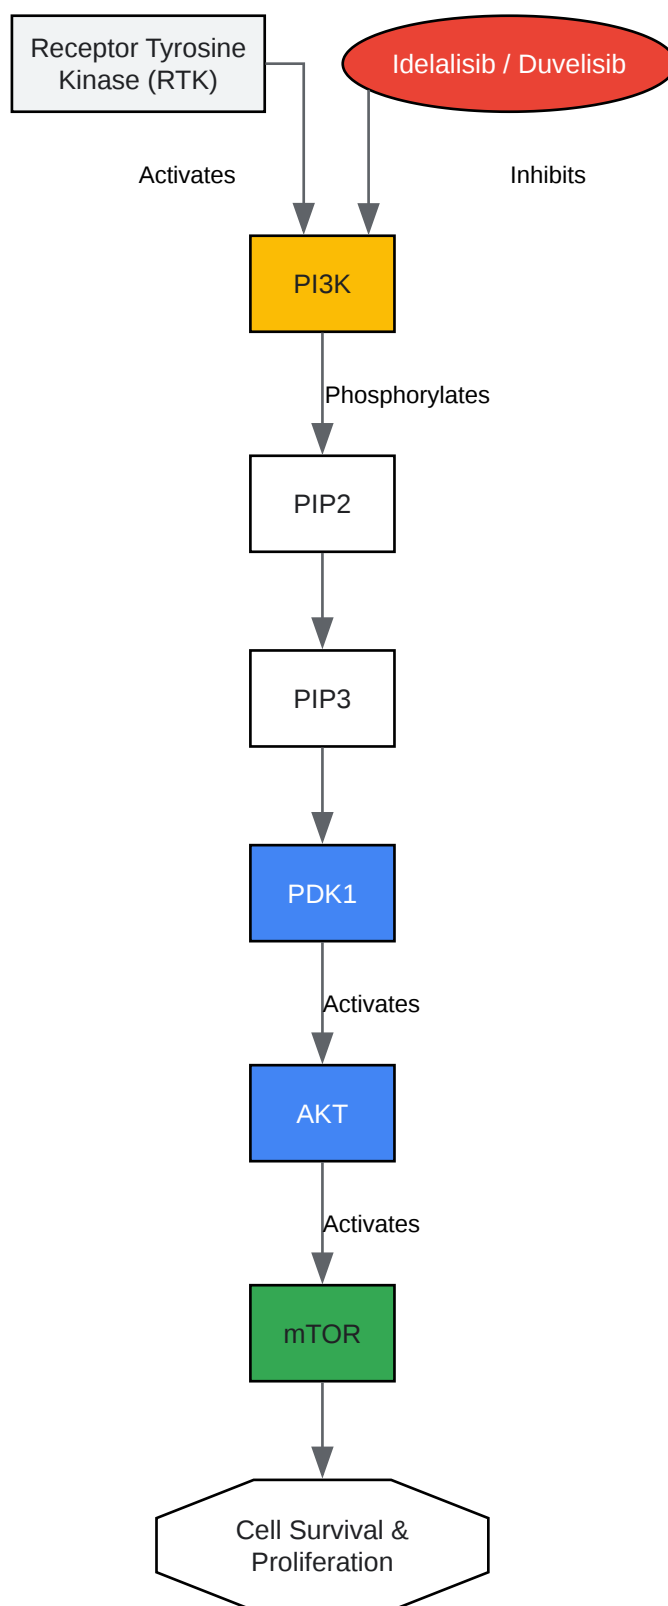 Receptor Tyrosine
Kinase (RTK)
Idelalisib / Duvelisib
Activates
Inhibits
PI3K
Phosphorylates
PIP2
PIP3
PDK1
Activates
AKT
Activates
mTOR
Cell Survival &
Proliferation